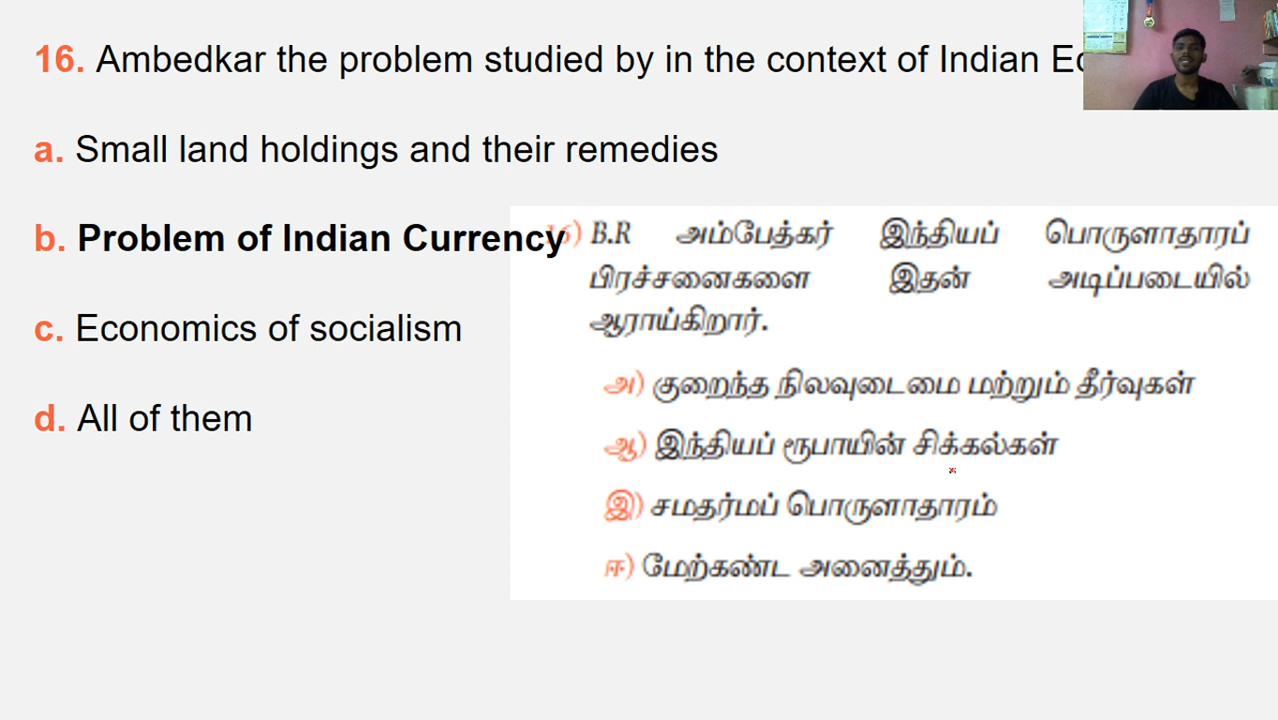 16. Ambedkar the problem studied by in the context of Indian
a. Small land holdings and their remedies
b. Problem of Indian Currency
c. Economics of socialism
d. All of them
B.R அம்பேத்கர் இந்தியப் பொருளாதாரப்
பிரச்சனைகளை இதன் அடிப்படையில்
ஆராய்கிறார்.
அ) குறைந்த நிலவுடைமை மற்றும் தீர்வுகள்
ஆ) இந்தியப் ரூபாயின் சிக்கல்கள்
இ) சமதர்மப் பொருளாதாரம்
ஈ) மேற்கண்ட அனைத்தும்.